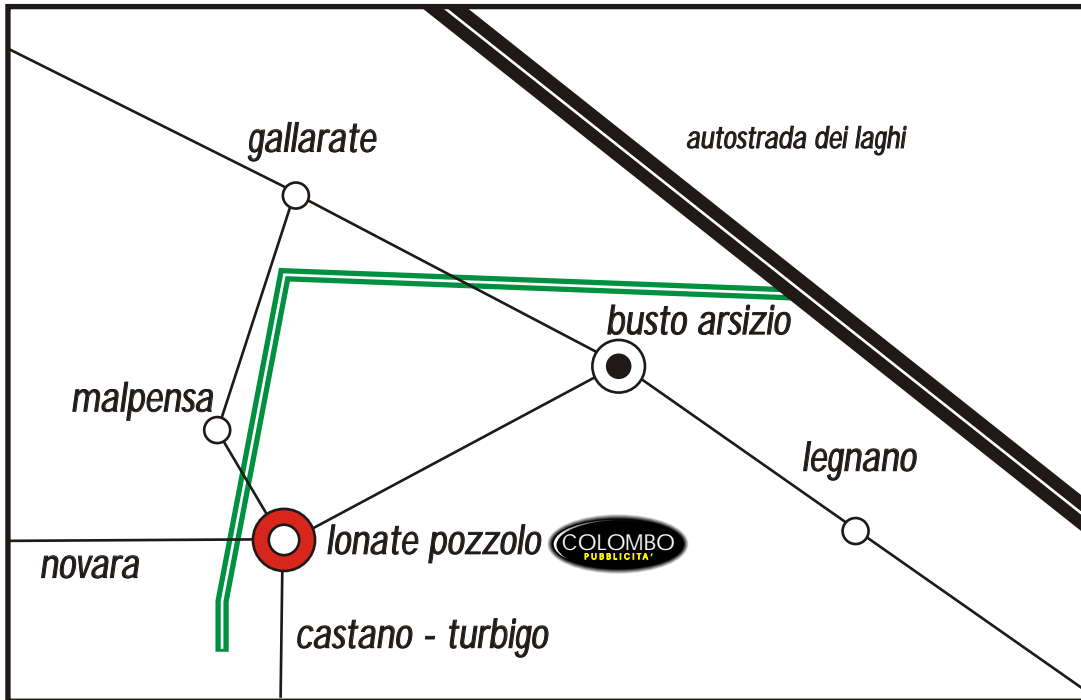 gallarate
autostrada dei laghi
busto arsizio
malpensa
legnano
lonate pozzolo
COLOMBO
PUBBLICITA'
novara
castano - turbigo